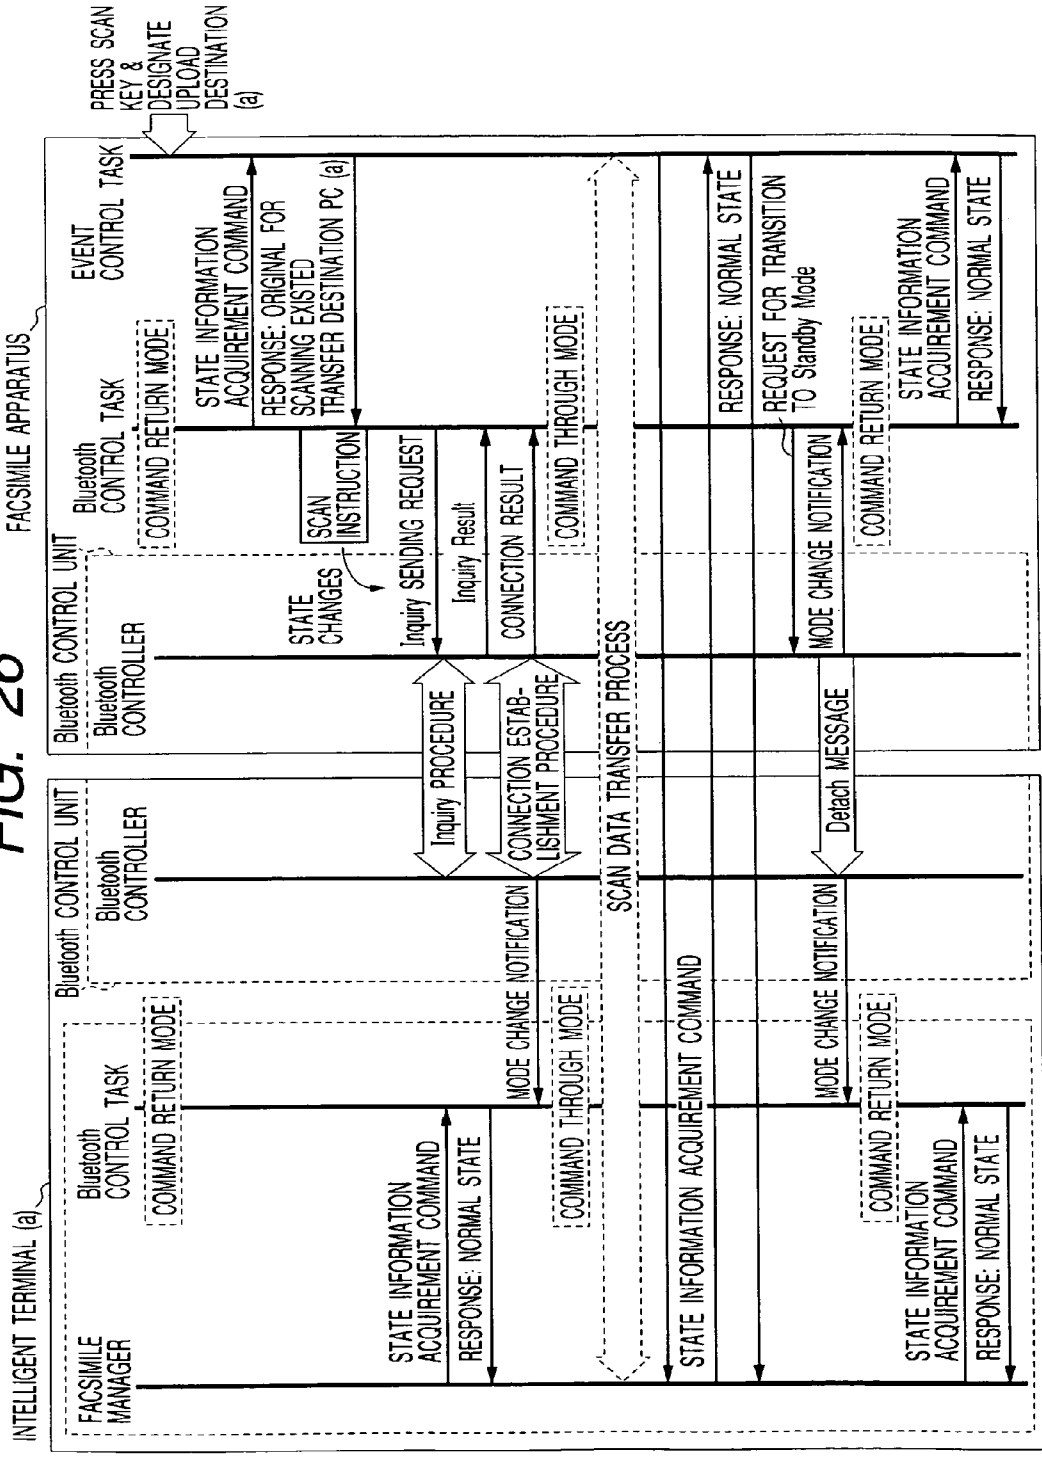 FIG.
INTELLIGENT TERMINAL (a)
FACSIMILE APPARATUS
FACSIMILE
MANAGER
Bluetooth
CONTROL TASK
Bluetooth CONTROL UNIT
Bluetooth
CONTROLLER
Bluetooth CONTROL UNIT
Bluetooth
CONTROLLER
Bluetooth
CONTROL TASK
EVENT
CONTROL TASK
PRESS SCAN
KEY &
DESIGNATE
UPLOAD
DESTINATION
(a)
COMMAND RETURN MODE
COMMAND RETURN MODE
STATE INFORMATION
ACQUIREMENT COMMAND
RESPONSE: ORIGINAL FOR
SCANNING EXISTED
TRANSFER DESTINATION PC (a)
SCAN
INSTRUCTION
STATE
CHANGES
STATE INFORMATION
ACQUIREMENT COMMAND
RESPONSE: NORMAL STATE
Inquiry PROCEDURE
Inquiry SENDING REQUEST
Inquiry Result
MODE CHANGE NOTIFICATION
CONNECTION ESTAB-
LISHMENT PROCEDURE
CONNECTION RESULT
COMMAND THROUGH MODE
COMMAND THROUGH MODE
SCAN DATA TRANSFER PROCESS
STATE INFORMATION ACQUIREMENT COMMAND
RESPONSE: NORMAL STATE
REQUEST FOR TRANSITION
TO Standby Mode
MODE CHANGE NOTIFICATION
Detach MESSAGE
MODE CHANGE NOTIFICATION
COMMAND RETURN MODE
COMMAND RETURN MODE
STATE INFORMATION
ACQUIREMENT COMMAND
RESPONSE: NORMAL STATE
STATE INFORMATION
ACQUIREMENT COMMAND
RESPONSE: NORMAL STATE